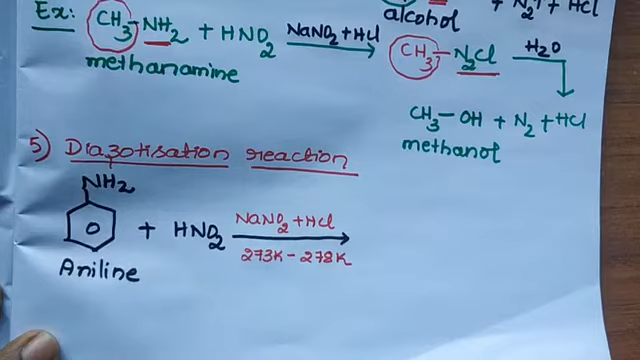 alcohol + N2↑ + HCl
Ex: CH3-NH2 + HNO2 NaNO2+HCl → CH3-N2Cl H2O
methanamine
CH3-OH + N2 + HCl
methanol
5) Diazotisation reaction
NH2
+ HNO2 NaNO2+HCl →
273K-278K
Aniline